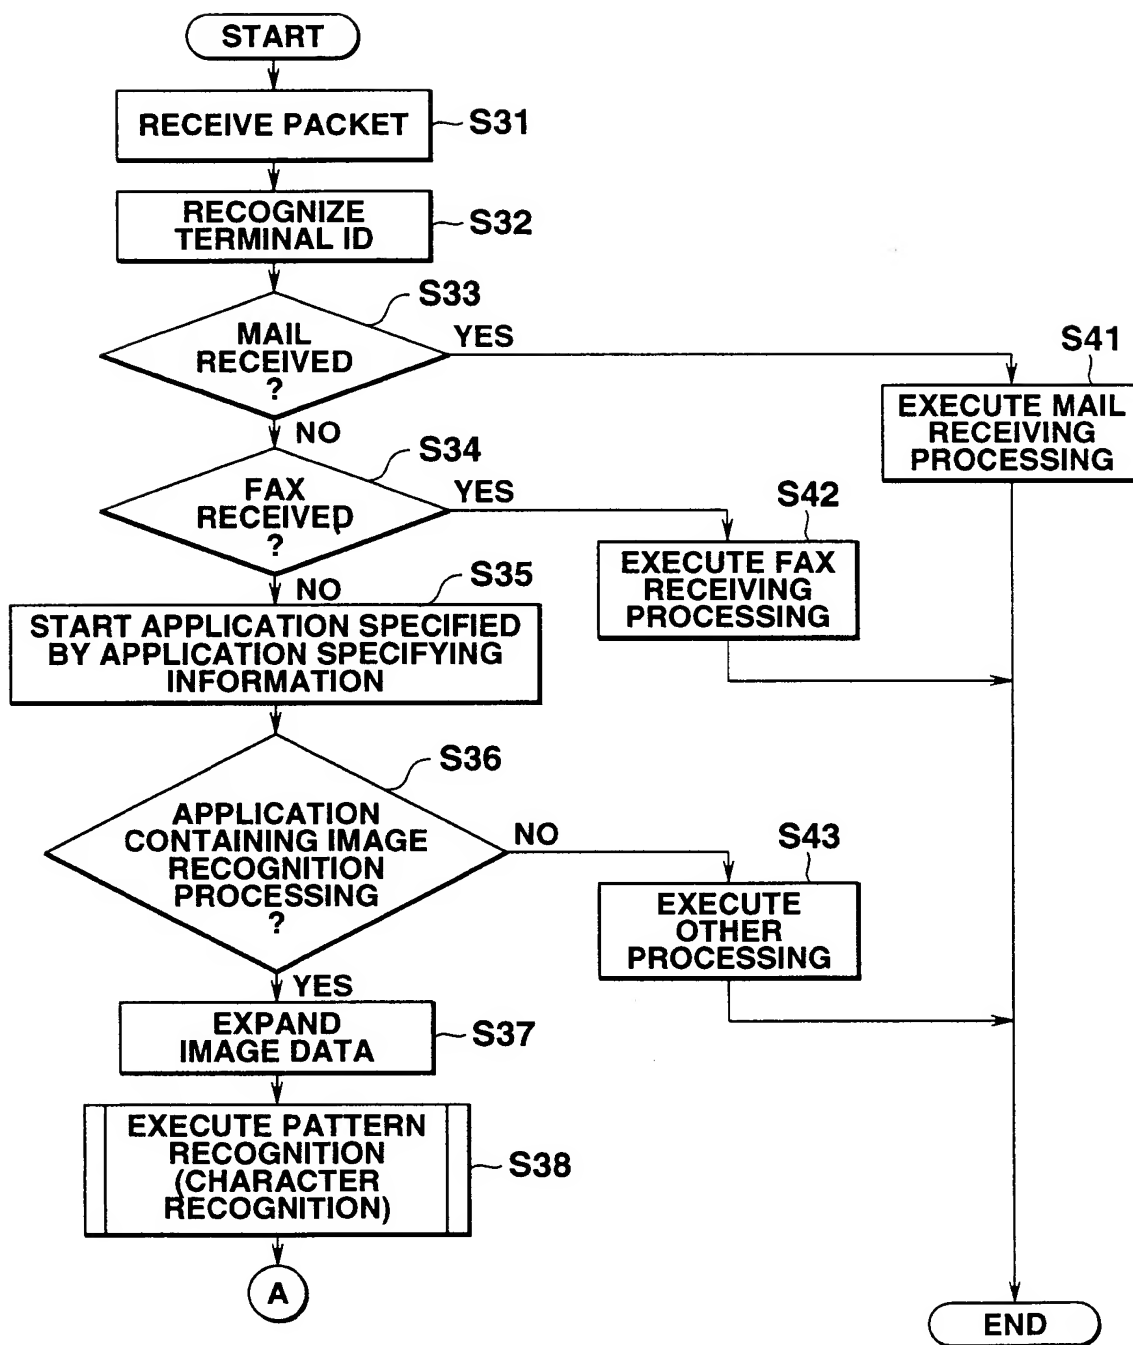 START
RECEIVE PACKET
S31
RECOGNIZE
TERMINAL ID
S32
S33
MAIL
RECEIVED
?
YES
NO
S41
EXECUTE MAIL
RECEIVING
PROCESSING
S34
FAX
RECEIVED
?
YES
NO
S42
EXECUTE FAX
RECEIVING
PROCESSING
S35
START APPLICATION SPECIFIED
BY APPLICATION SPECIFYING
INFORMATION
S36
APPLICATION
CONTAINING IMAGE
RECOGNITION
PROCESSING
?
NO
YES
S43
EXECUTE
OTHER
PROCESSING
EXPAND
IMAGE DATA
S37
EXECUTE PATTERN
RECOGNITION
(CHARACTER
RECOGNITION)
S38
A
END